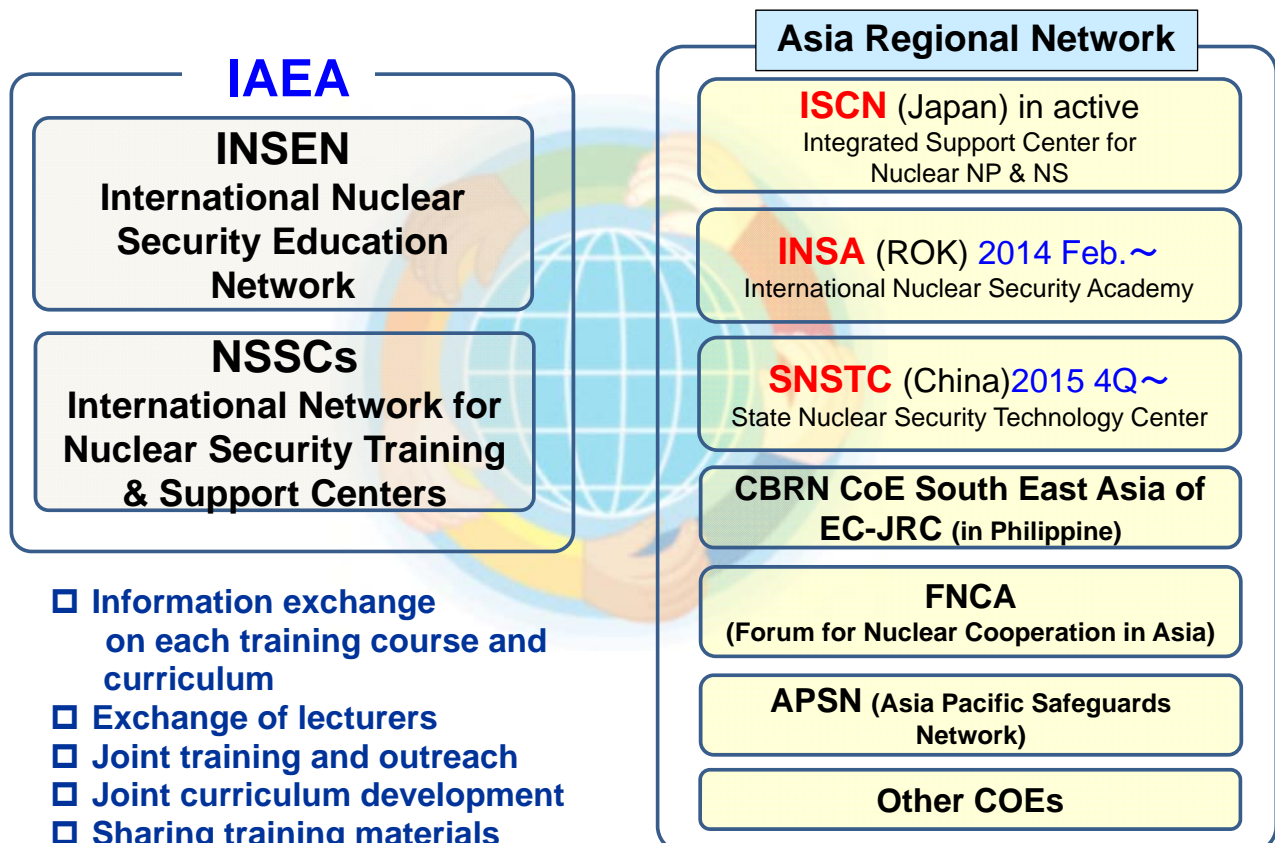 IAEA
INSEN
International Nuclear
Security Education
Network
NSSCs
International Network for
Nuclear Security Training
& Support Centers
Information exchange
on each training course and
curriculum
Exchange of lecturers
Joint training and outreach
Joint curriculum development
Sharing training materials
Asia Regional Network
ISCN (Japan) in active
Integrated Support Center for
Nuclear NP & NS
INSA (ROK) 2014 Feb.～
International Nuclear Security Academy
SNSTC (China)2015 4Q～
State Nuclear Security Technology Center
CBRN CoE South East Asia of
EC-JRC (in Philippine)
FNCA
(Forum for Nuclear Cooperation in Asia)
APSN (Asia Pacific Safeguards
Network)
Other COEs